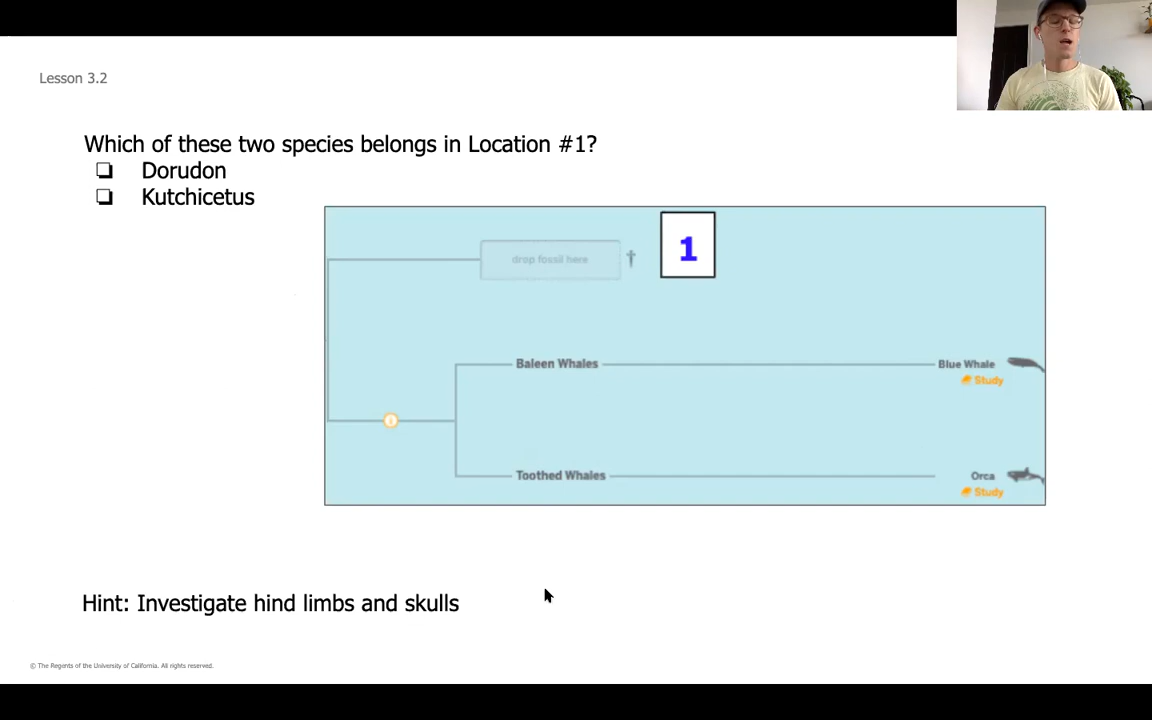 Lesson 3.2
Which of these two species belongs in Location #1?
Dorudon
Kutchicetus
drop fossil here †
1
Baleen Whales
Blue Whale
Study
Toothed Whales
Orca
Study
Hint: Investigate hind limbs and skulls
© The Regents of the University of California. All rights reserved.